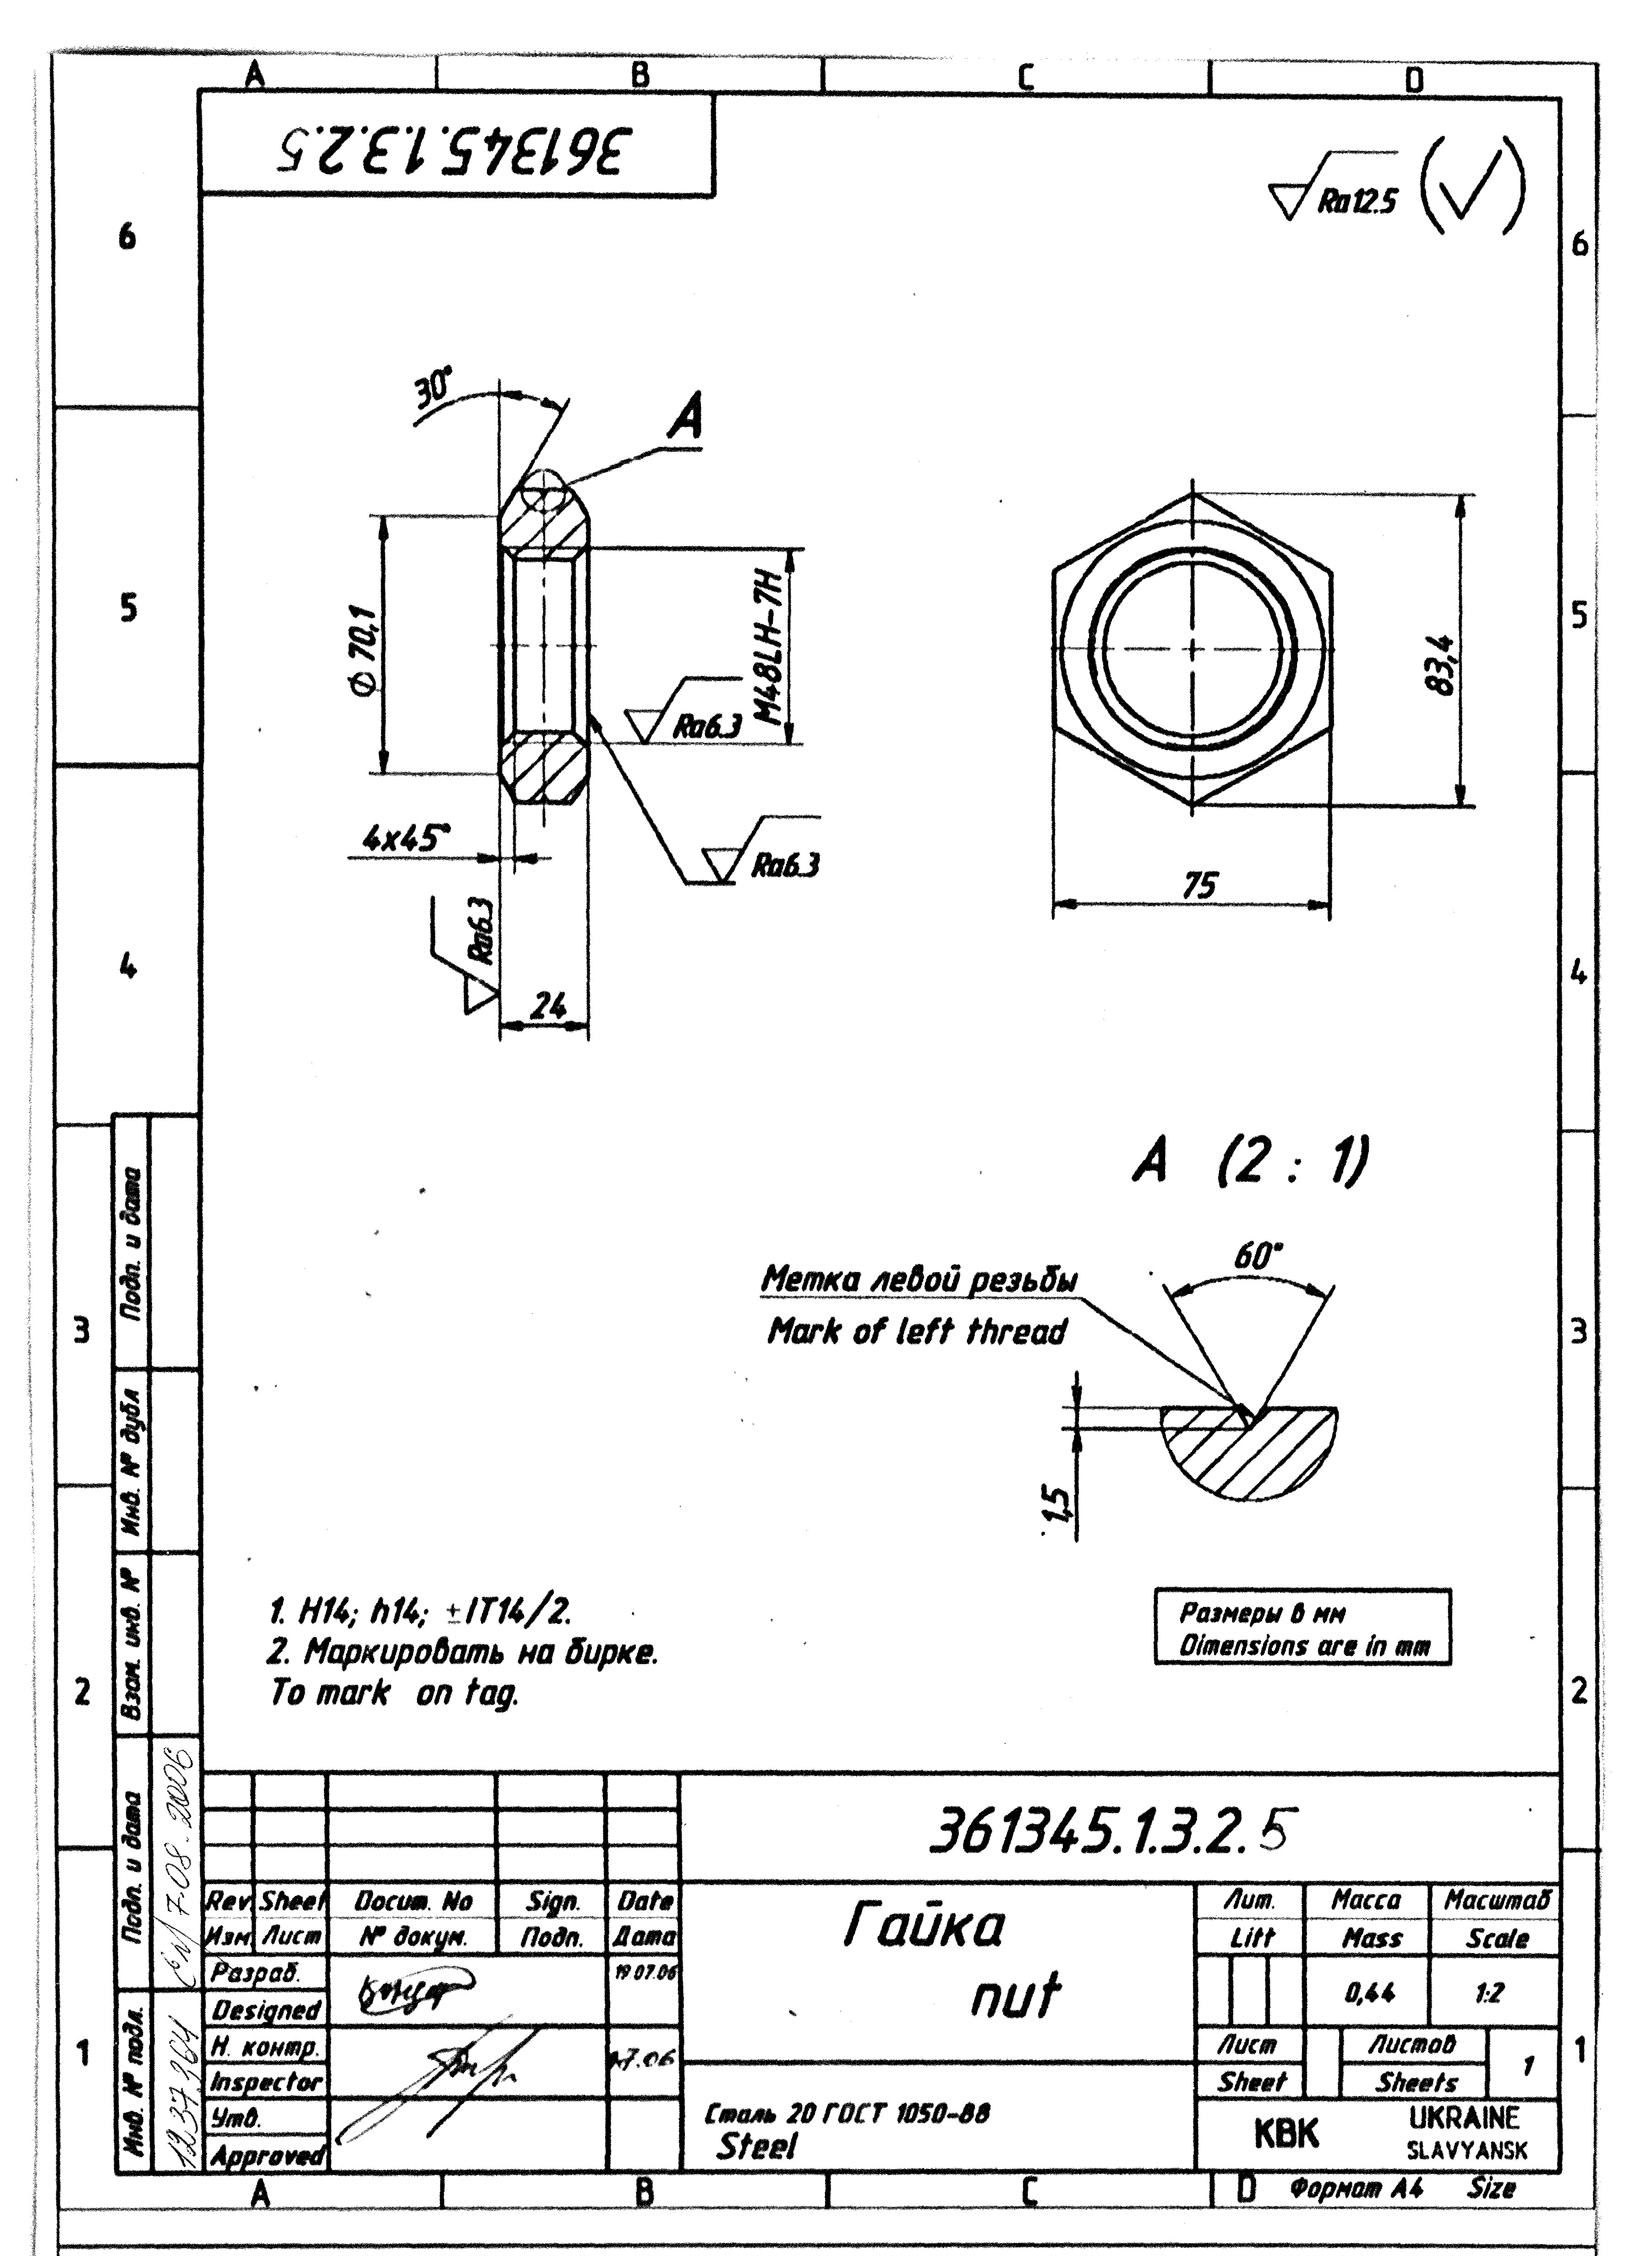 A B C D
361345.1.3.2.5
Ra12.5
6 6
30°
A
5 5
Ø 70,1
M48LH-7H
83,4
Ra6.3
4x45°
Ra6.3
75
Ra6.3
4 4
24
A (2 : 1)
60°
Метка левой резьбы
Mark of left thread
3 3
1,5
1. H14; h14; ±IT14/2.
2. Маркировать на бирке.
To mark on tag.
Размеры в мм
Dimensions are in mm
2 2
Подп. и дата
Инв. № дубл
Взам. инв. №
Подп. и дата
7.08.2006
Инв. № подл.
361345.1.3.2.5
Rev Sheet Docum. No Sign. Date
Изм. Лист № докум. Подп. Дата
Разраб. 19.07.06
Designed
Н. контр.
Inspector
Утв.
Approved
Гайка
nut
Сталь 20 ГОСТ 1050-88
Steel
Лит. Масса Масштаб
Litt Mass Scale
0,44 1:2
Лист Листов
Sheet Sheets 1
KBK UKRAINE
SLAVYANSK
1 1
A B C D Формат А4 Size